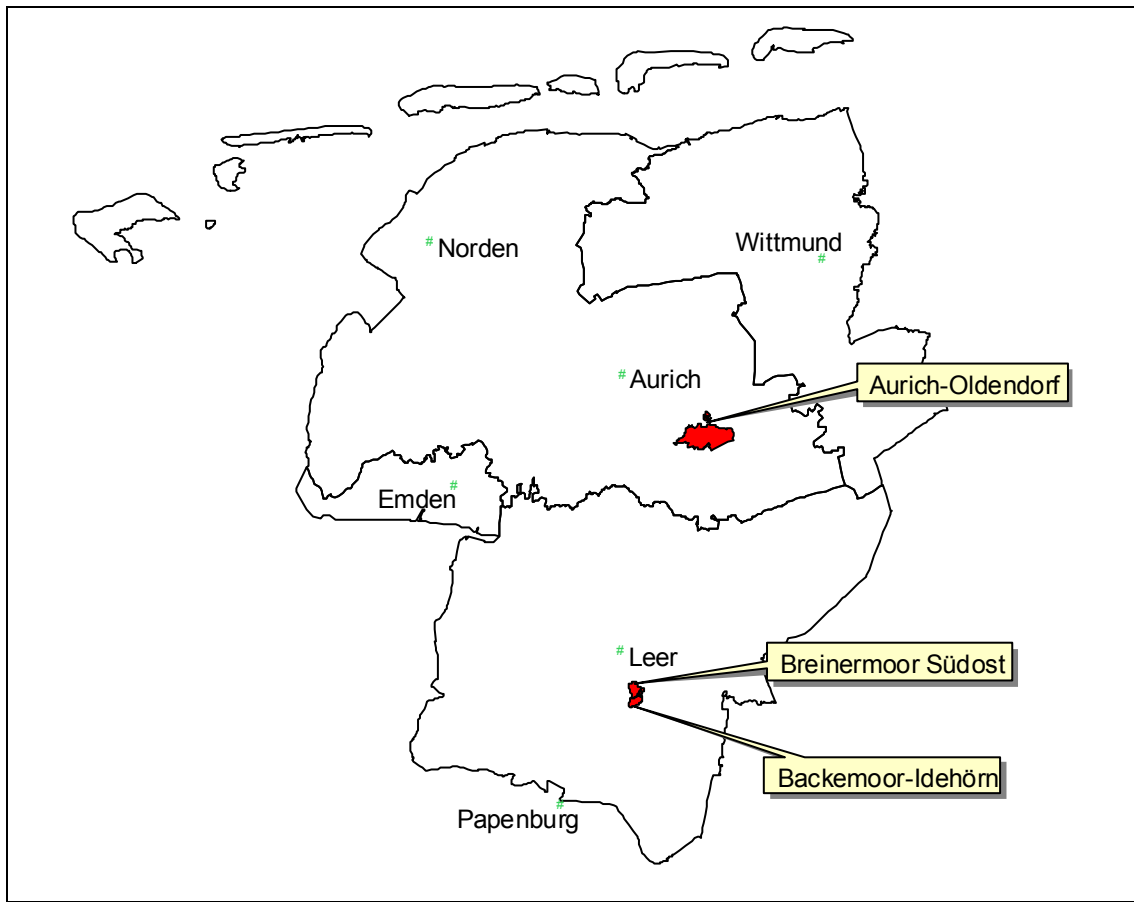 # Norden
Wittmund
#
# Aurich
Aurich-Oldendorf
#
Emden
# Leer
Breinermoor Südost
Backemoor-Idehörn
#
Papenburg